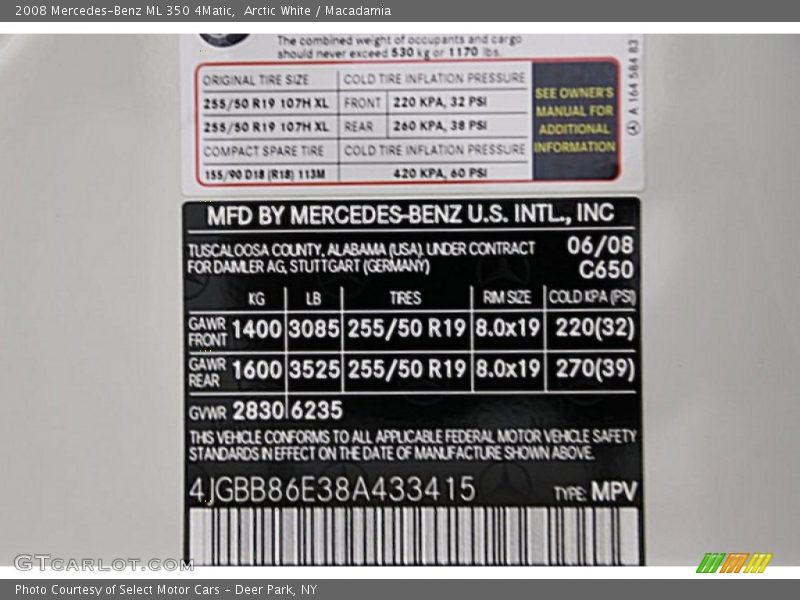 2008 Mercedes-Benz ML 350 4Matic,  Arctic White / Macadamia
The combined weight of occupants and cargo
should never exceed 530 kg or 1170 lbs.
ORIGINAL TIRE SIZE COLD TIRE INFLATION PRESSURE
255/50 R19 107H XL FRONT 220 KPA, 32 PSI
255/50 R19 107H XL REAR 260 KPA, 38 PSI
COMPACT SPARE TIRE COLD TIRE INFLATION PRESSURE
155/90 D18 (R18) 113M 420 KPA, 60 PSI
SEE OWNER'S
MANUAL FOR
ADDITIONAL
INFORMATION
A 164 584 83
MFD BY MERCEDES-BENZ U.S. INTL., INC
TUSCALOOSA COUNTY, ALABAMA (USA), UNDER CONTRACT 06/08
FOR DAIMLER AG, STUTTGART (GERMANY) C650
KG LB TIRES RIM SIZE COLD KPA (PSI)
GAWR
FRONT 1400 3085 255/50 R19 8.0x19 220(32)
GAWR
REAR 1600 3525 255/50 R19 8.0x19 270(39)
GVWR 2830 6235
THIS VEHICLE CONFORMS TO ALL APPLICABLE FEDERAL MOTOR VEHICLE SAFETY
STANDARDS IN EFFECT ON THE DATE OF MANUFACTURE SHOWN ABOVE.
4JGBB86E38A433415 TYPE: MPV
GTCARLOT.COM
Photo Courtesy of Select Motor Cars - Deer Park, NY